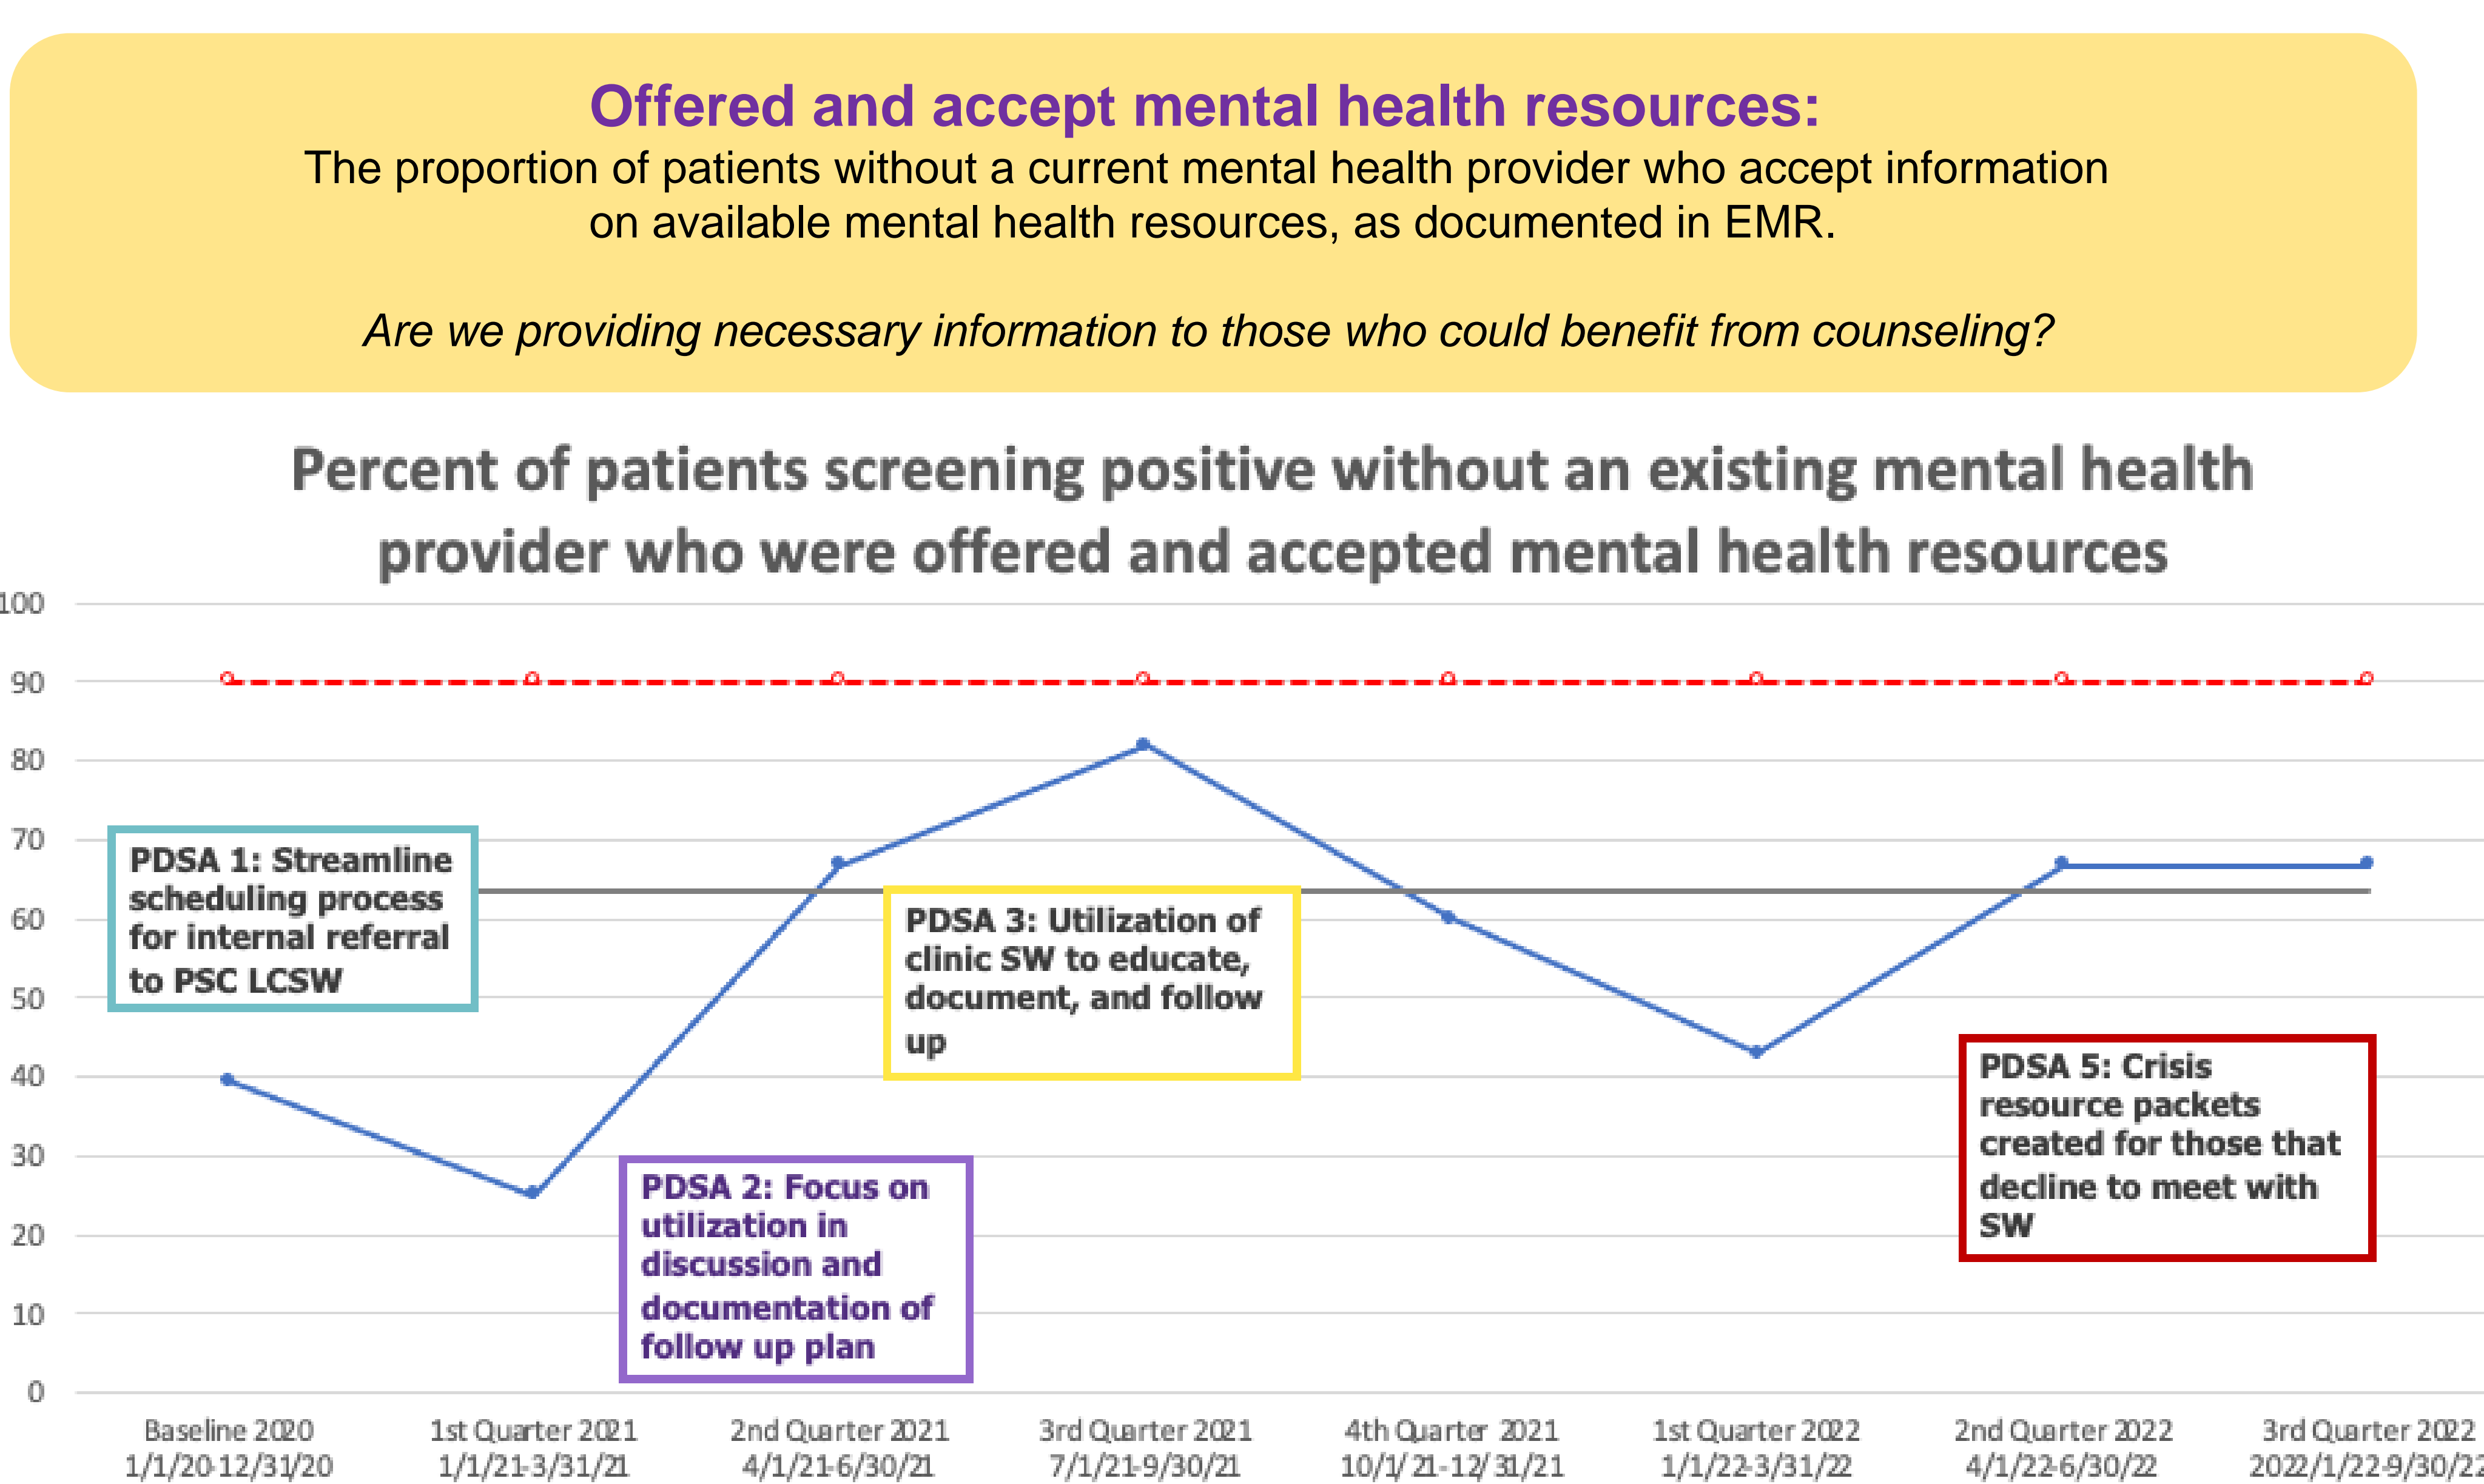 Offered and accept mental health resources:
The proportion of patients without a current mental health provider who accept information
on available mental health resources, as documented in EMR.
Are we providing necessary information to those who could benefit from counseling?
Percent of patients screening positive without an existing mental health
provider who were offered and accepted mental health resources
100
90
80
70
60
50
40
30
20
10
0
PDSA 1: Streamline
scheduling process
for internal referral
to PSC LCSW
PDSA 2: Focus on
utilization in
discussion and
documentation of
follow up plan
PDSA 3: Utilization of
clinic SW to educate,
document, and follow
up
PDSA 5: Crisis
resource packets
created for those that
decline to meet with
SW
Baseline 2020
1/1/20-12/31/20
1st Quarter 2021
1/1/21-3/31/21
2nd Quarter 2021
4/1/21-6/30/21
3rd Quarter 2021
7/1/21-9/30/21
4th Quarter 2021
10/1/21-12/31/21
1st Quarter 2022
1/1/22-3/31/22
2nd Quarter 2022
4/1/22-6/30/22
3rd Quarter 2022
2022/1/22-9/30/22